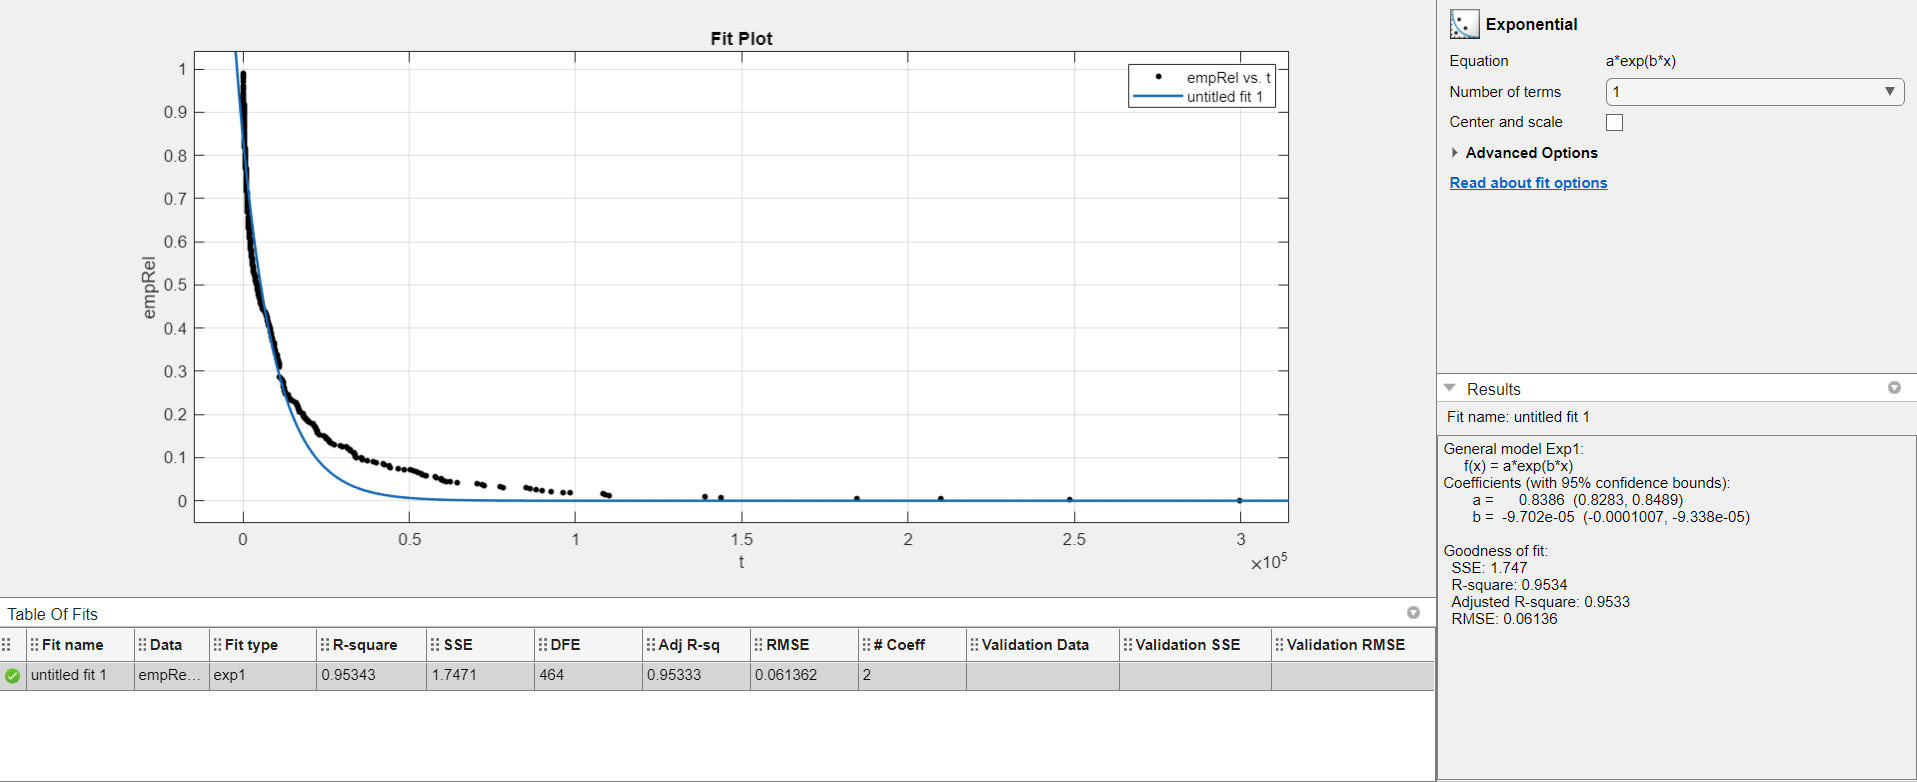 Fit Plot
1
0.9
0.8
0.7
0.6
0.5
0.4
0.3
0.2
0.1
0
empRel
0 0.5 1 1.5 2 2.5 3
t
×10⁵
empRel vs. t
untitled fit 1
Exponential
Equation a*exp(b*x)
Number of terms 1
Center and scale
Advanced Options
Read about fit options
Results
Fit name: untitled fit 1
General model Exp1:
f(x) = a*exp(b*x)
Coefficients (with 95% confidence bounds):
a = 0.8386 (0.8283, 0.8489)
b = -9.702e-05 (-0.0001007, -9.338e-05)
Goodness of fit:
SSE: 1.747
R-square: 0.9534
Adjusted R-square: 0.9533
RMSE: 0.06136
Table Of Fits
Fit name Data Fit type R-square SSE DFE Adj R-sq RMSE # Coeff Validation Data Validation SSE Validation RMSE
untitled fit 1 empRe... exp1 0.95343 1.7471 464 0.95333 0.061362 2